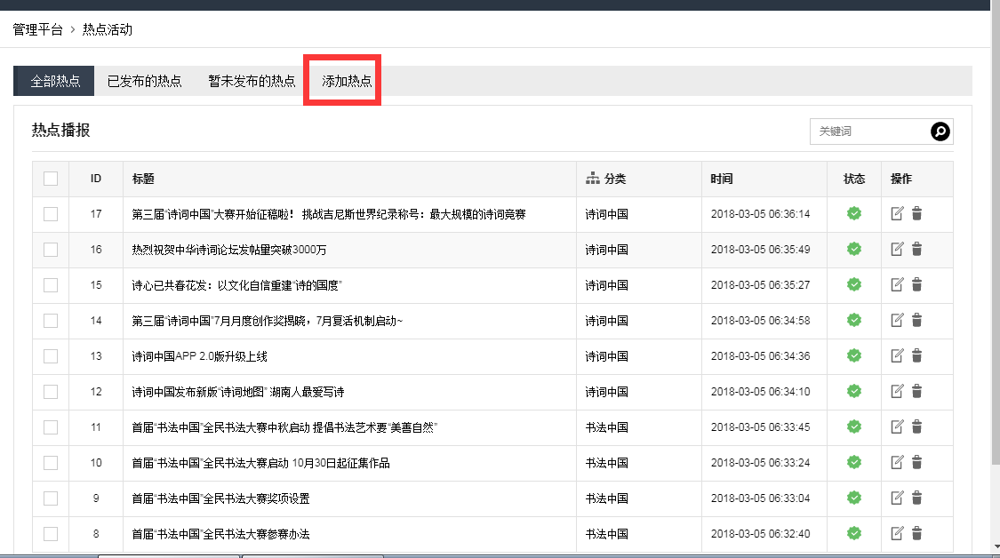 管理平台 > 热点活动
全部热点 已发布的热点 暂未发布的热点 添加热点
热点播报 关键词
ID 标题 分类 时间 状态 操作
17 第三届“诗词中国”大赛开始征稿啦！ 挑战吉尼斯世界纪录称号：最大规模的诗词竞赛 诗词中国 2018-03-05 06:36:14
16 热烈祝贺中华诗词论坛发帖量突破3000万 诗词中国 2018-03-05 06:35:49
15 诗心已共春花发：以文化自信重建“诗的国度” 诗词中国 2018-03-05 06:35:27
14 第三届“诗词中国”7月月度创作奖揭晓，7月复活机制启动~ 诗词中国 2018-03-05 06:34:58
13 诗词中国APP 2.0版升级上线 诗词中国 2018-03-05 06:34:36
12 诗词中国发布新版“诗词地图” 湖南人最爱写诗 诗词中国 2018-03-05 06:34:10
11 首届“书法中国”全民书法大赛中秋启动 提倡书法艺术要“美善自然” 书法中国 2018-03-05 06:33:45
10 首届“书法中国”全民书法大赛启动 10月30日起征集作品 书法中国 2018-03-05 06:33:24
9 首届“书法中国”全民书法大赛奖项设置 书法中国 2018-03-05 06:33:04
8 首届“书法中国”全民书法大赛参赛办法 书法中国 2018-03-05 06:32:40